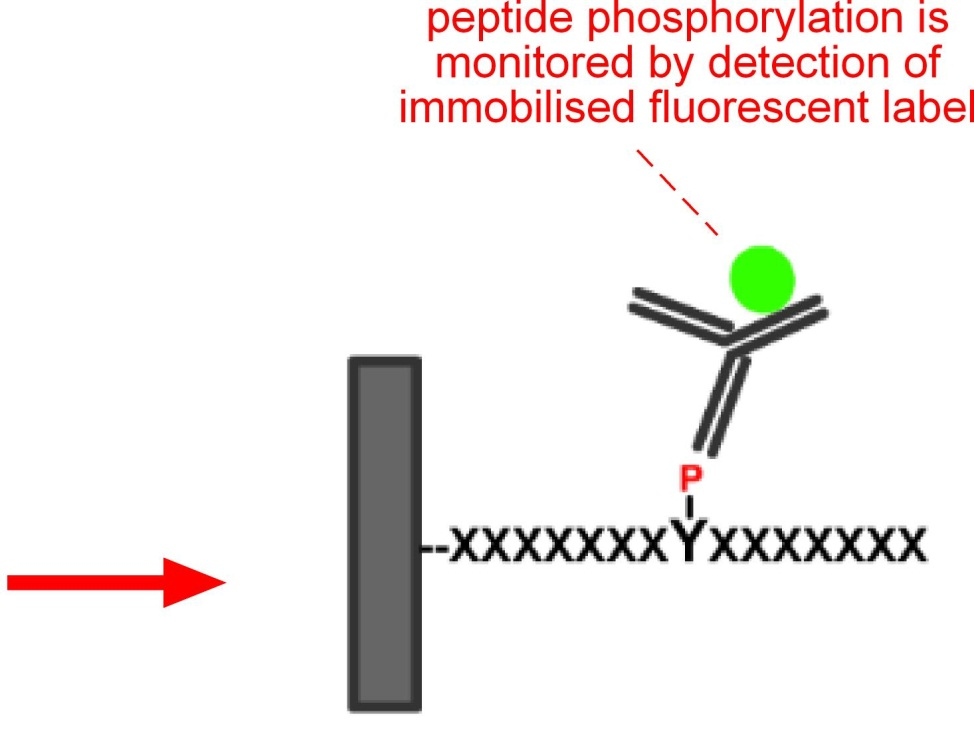 peptide phosphorylation is
monitored by detection of
immobilised fluorescent label
P
--XXXXXXXYXXXXXXX